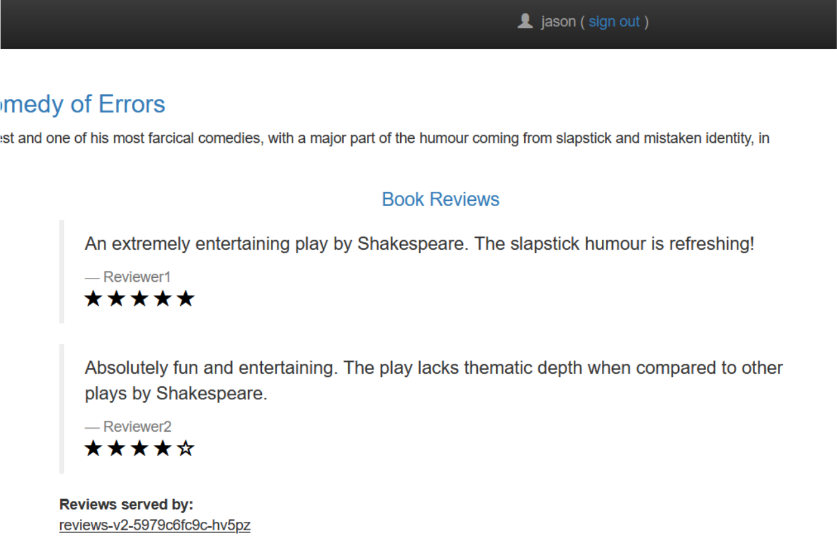 jason ( sign out )
medy of Errors
and one of his most farcical comedies, with a major part of the humour coming from slapstick and mistaken identity, in
Book Reviews
An extremely entertaining play by Shakespeare. The slapstick humour is refreshing!
— Reviewer1
★★★★★
Absolutely fun and entertaining. The play lacks thematic depth when compared to other
plays by Shakespeare.
— Reviewer2
★★★★☆
Reviews served by:
reviews-v2-5979c6fc9c-hv5pz